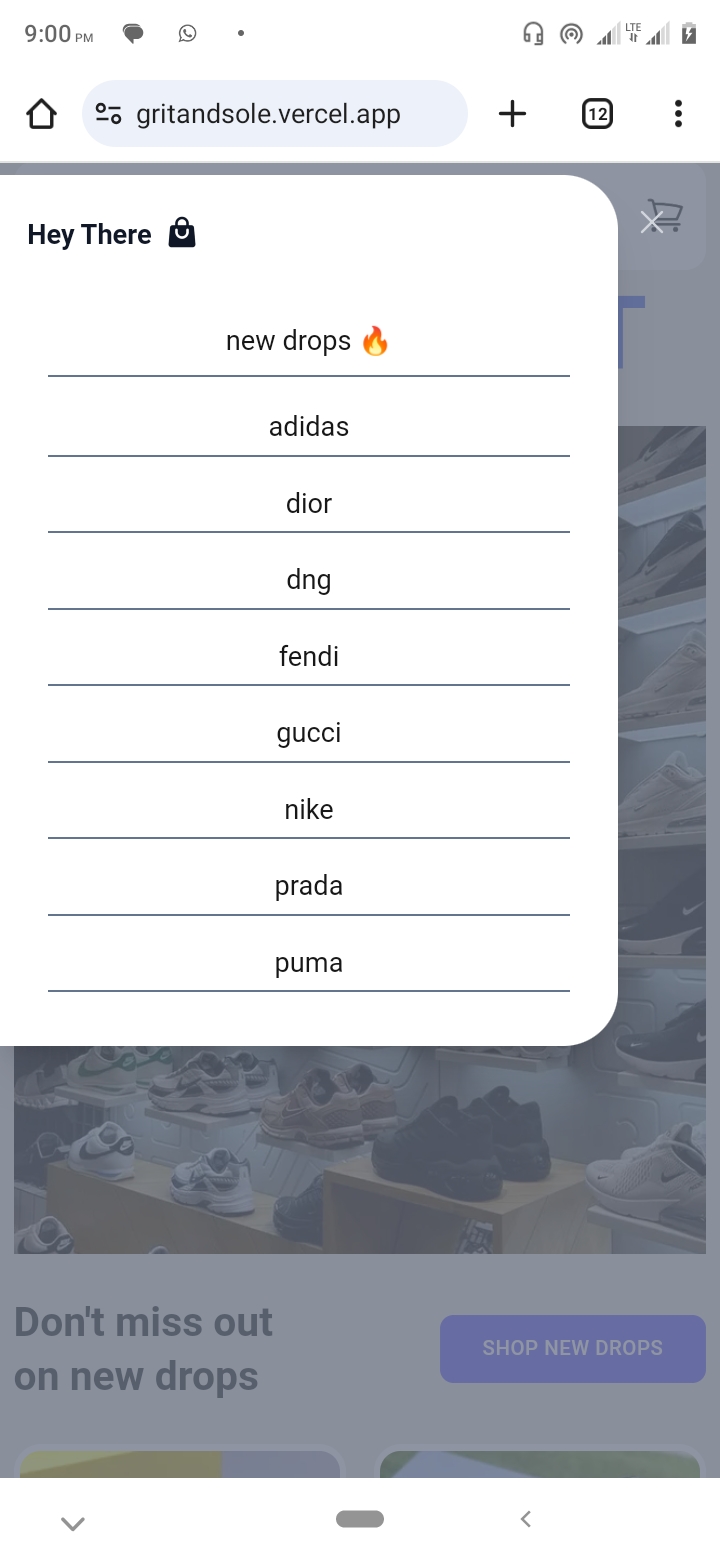 9:00 PM
LTE
gritandsole.vercel.app
12
Hey There
new drops 🔥
adidas
dior
dng
fendi
gucci
nike
prada
puma
Don't miss out
on new drops
SHOP NEW DROPS